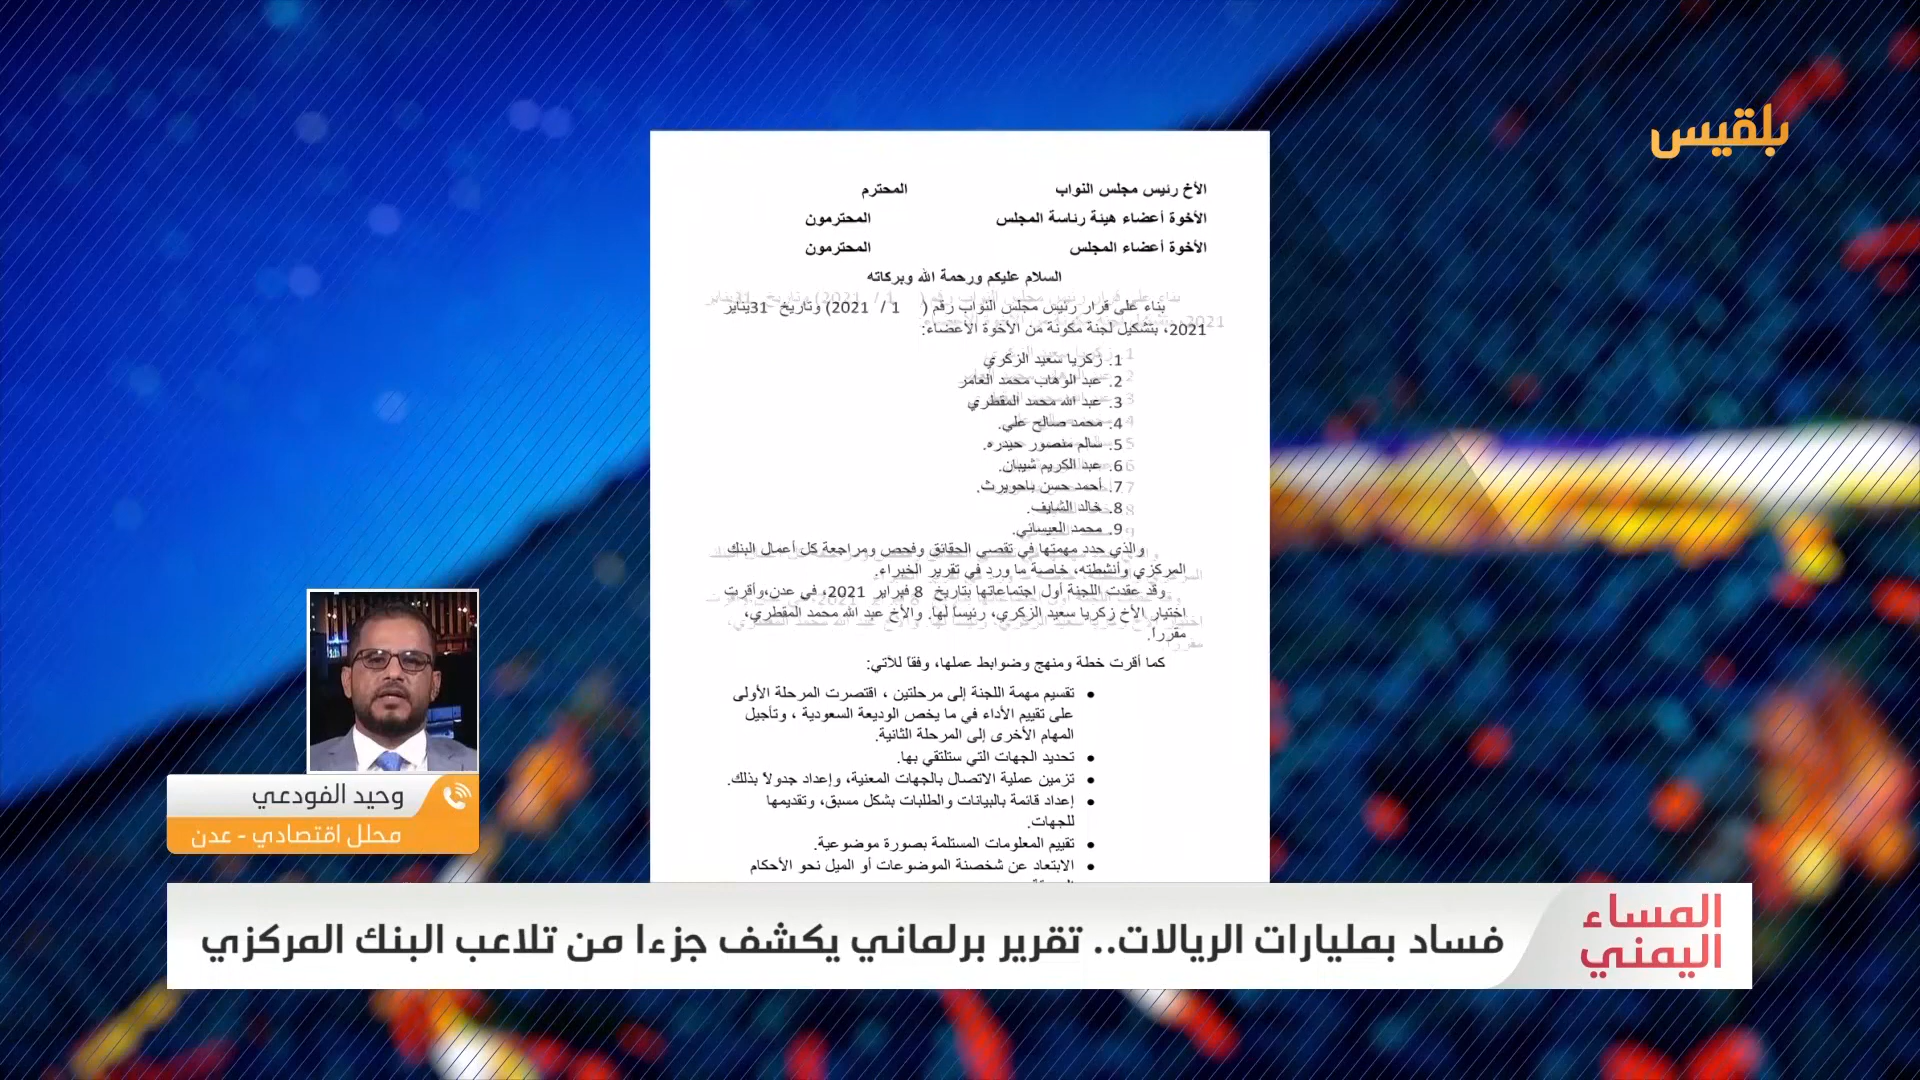 بلقيس
الأخ رئيس مجلس النواب المحترم
الأخوة أعضاء هيئة رئاسة المجلس المحترمون
الأخوة أعضاء المجلس المحترمون
السلام عليكم ورحمة الله وبركاته
بناء على قرار رئيس مجلس النواب رقم ( 1 / 2021) وتاريخ 31يناير
2021، بتشكيل لجنة مكونة من الأخوة الأعضاء:
1. زكريا سعيد الزكري
2. عبد الوهاب محمد العامر
3. عبد الله محمد المقطري
4. محمد صالح علي.
5. سالم منصور حيدره.
6. عبد الكريم شيبان.
7. أحمد حسن باحويرث.
8. خالد الشايف.
9. محمد العيساني.
والذي حدد مهمتها في تقصي الحقائق وفحص ومراجعة كل أعمال البنك
المركزي وأنشطته، خاصة ما ورد في تقرير الخبراء.
وقد عقدت اللجنة أول اجتماعاتها بتاريخ 8 فبراير 2021، في عدن،وأقرت
اختيار الأخ زكريا سعيد الزكري، رئيساً لها. والأخ عبد الله محمد المقطري،
مقرراً.
كما أقرت خطة ومنهج وضوابط عملها، وفقاً للآتي:
• تقسيم مهمة اللجنة إلى مرحلتين ، اقتصرت المرحلة الأولى
على تقييم الأداء في ما يخص الوديعة السعودية ، وتأجيل
المهام الأخرى إلى المرحلة الثانية.
• تحديد الجهات التي ستلتقي بها.
• تزمين عملية الاتصال بالجهات المعنية، وإعداد جدولاً بذلك.
• إعداد قائمة بالبيانات والطلبات بشكل مسبق، وتقديمها
للجهات.
• تقييم المعلومات المستلمة بصورة موضوعية.
• الابتعاد عن شخصنة الموضوعات أو الميل نحو الأحكام
وحيد الفودعي
محلل اقتصادي - عدن
المساء
اليمني
فساد بمليارات الريالات.. تقرير برلماني يكشف جزءا من تلاعب البنك المركزي